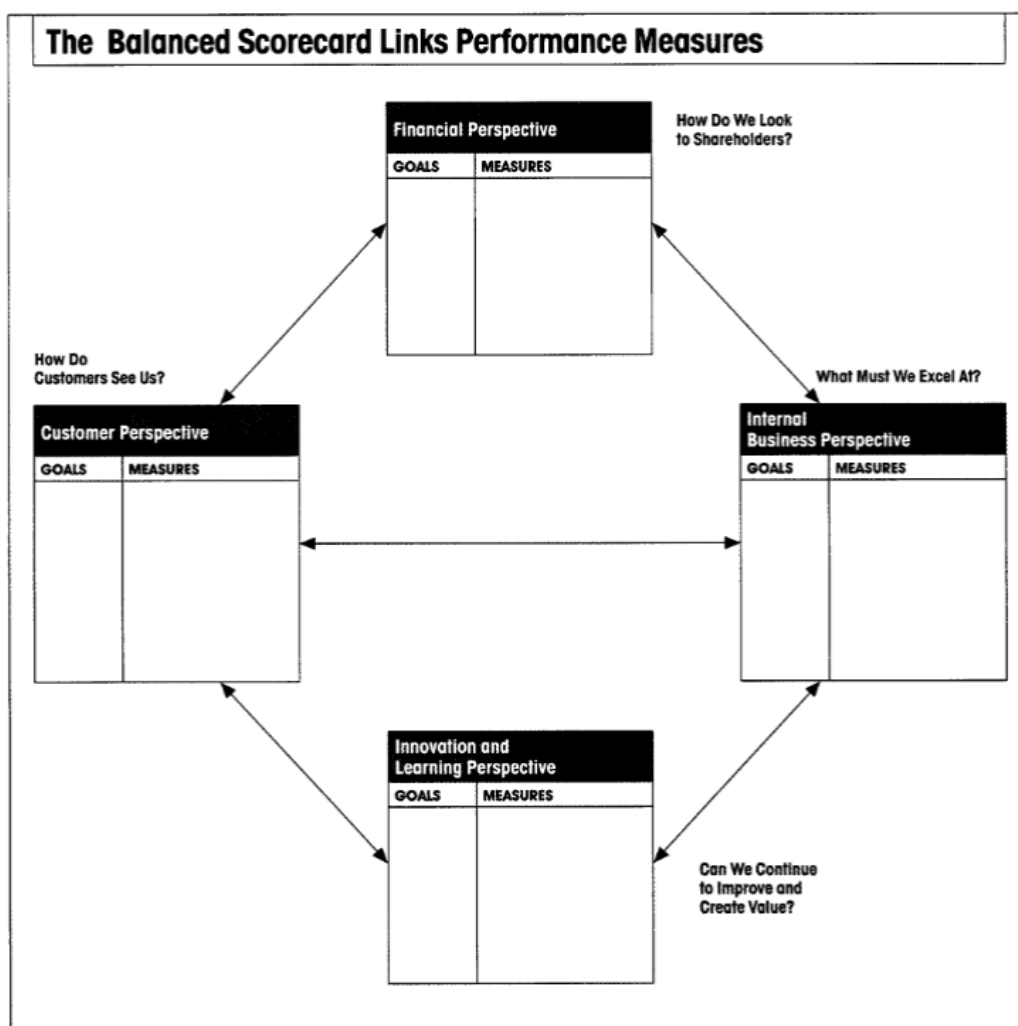 The Balanced Scorecard Links Performance Measures
Financial Perspective
How Do We Look
to Shareholders?
GOALS MEASURES
How Do
Customers See Us?
What Must We Excel At?
Customer Perspective
GOALS MEASURES
Internal
Business Perspective
GOALS MEASURES
Innovation and
Learning Perspective
GOALS MEASURES
Can We Continue
to Improve and
Create Value?